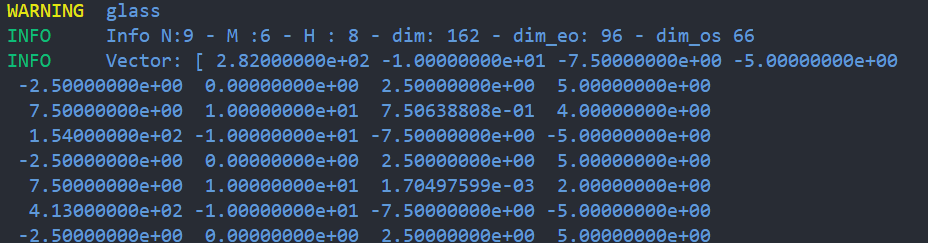 WARNING  glass
INFO     Info N:9 - M :6 - H : 8 - dim: 162 - dim_eo: 96 - dim_os 66
INFO     Vector: [ 2.82000000e+02 -1.00000000e+01 -7.50000000e+00 -5.00000000e+00
 -2.50000000e+00  0.00000000e+00  2.50000000e+00  5.00000000e+00
  7.50000000e+00  1.00000000e+01  7.50638808e-01  4.00000000e+00
  1.54000000e+02 -1.00000000e+01 -7.50000000e+00 -5.00000000e+00
 -2.50000000e+00  0.00000000e+00  2.50000000e+00  5.00000000e+00
  7.50000000e+00  1.00000000e+01  1.70497599e-03  2.00000000e+00
  4.13000000e+02 -1.00000000e+01 -7.50000000e+00 -5.00000000e+00
 -2.50000000e+00  0.00000000e+00  2.50000000e+00  5.00000000e+00